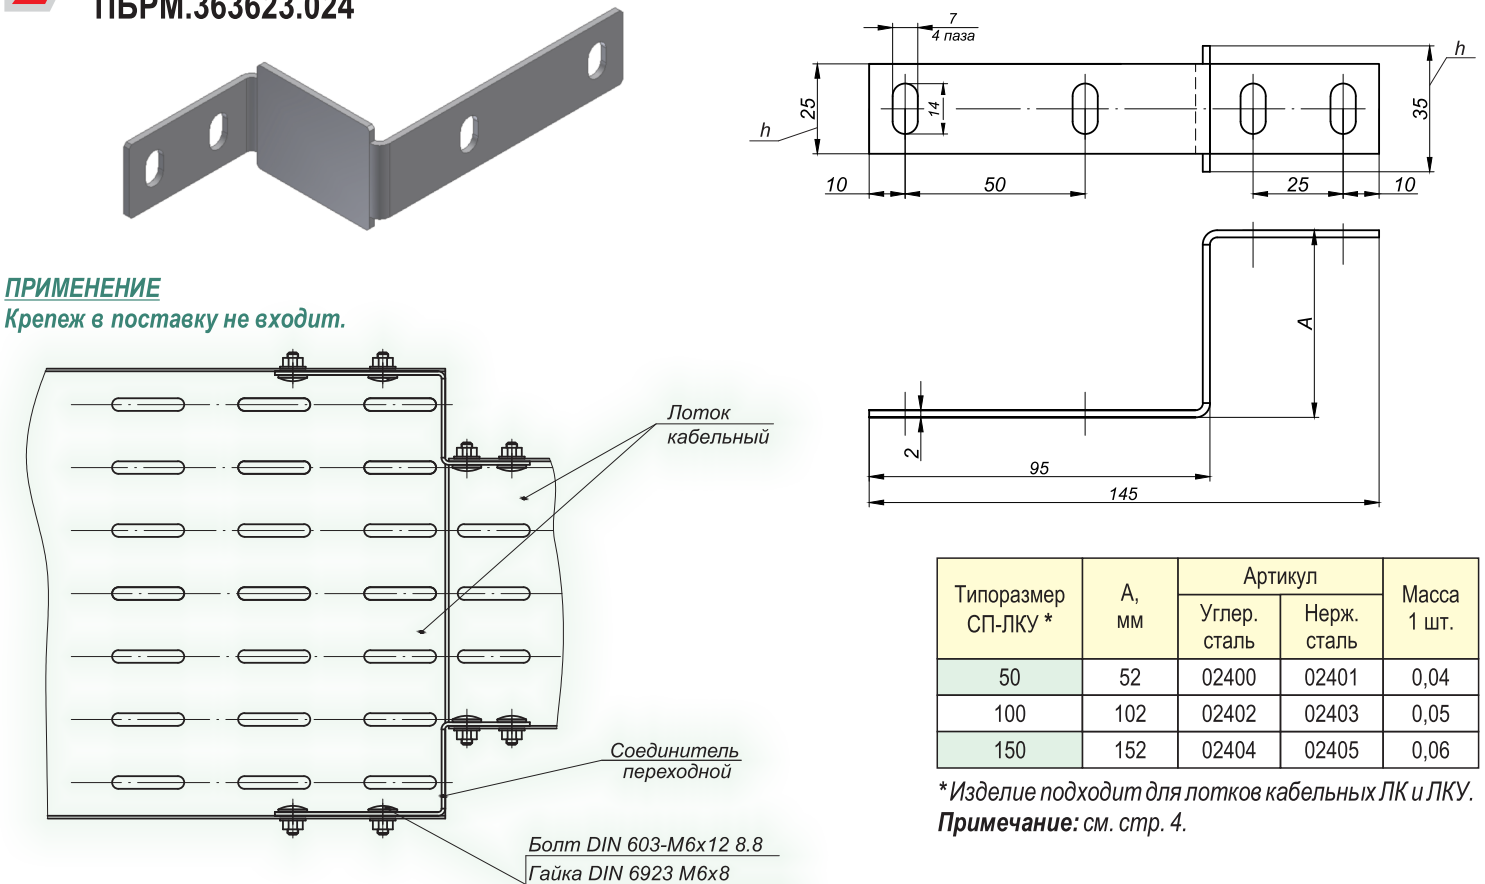 ПБРМ.363623.024
7
4 паза
h
25
14
35
h
10
50
25
10
ПРИМЕНЕНИЕ
Крепеж в поставку не входит.
A
2
95
145
Лоток
кабельный
Соединитель
переходной
Болт DIN 603-М6х12 8.8
Гайка DIN 6923 М6х8
Типоразмер СП-ЛКУ * А, мм Артикул Масса 1 шт.
Углер. сталь Нерж. сталь
50 52 02400 02401 0,04
100 102 02402 02403 0,05
150 152 02404 02405 0,06
* Изделие подходит для лотков кабельных ЛК и ЛКУ.
Примечание: см. стр. 4.